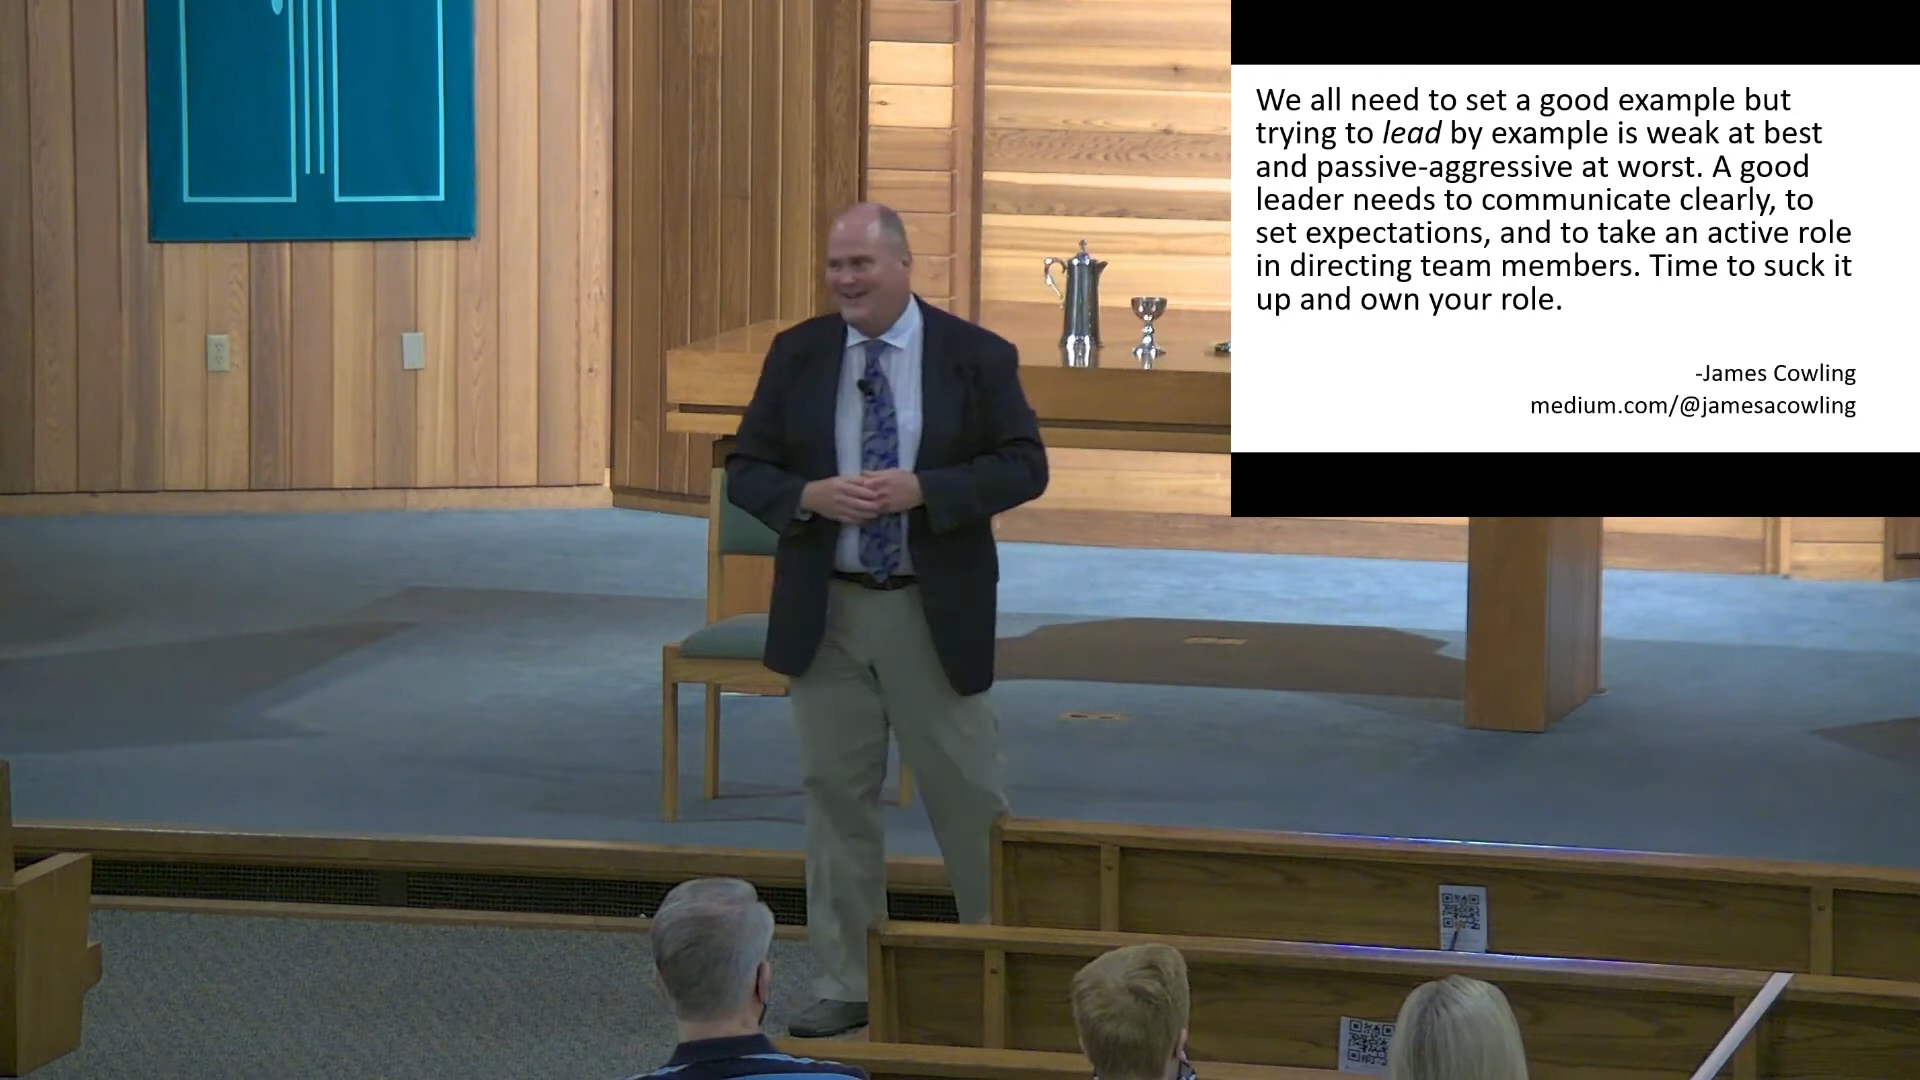 We all need to set a good example but
trying to lead by example is weak at best
and passive-aggressive at worst. A good
leader needs to communicate clearly, to
set expectations, and to take an active role
in directing team members. Time to suck it
up and own your role.
-James Cowling
medium.com/@jamesacowling